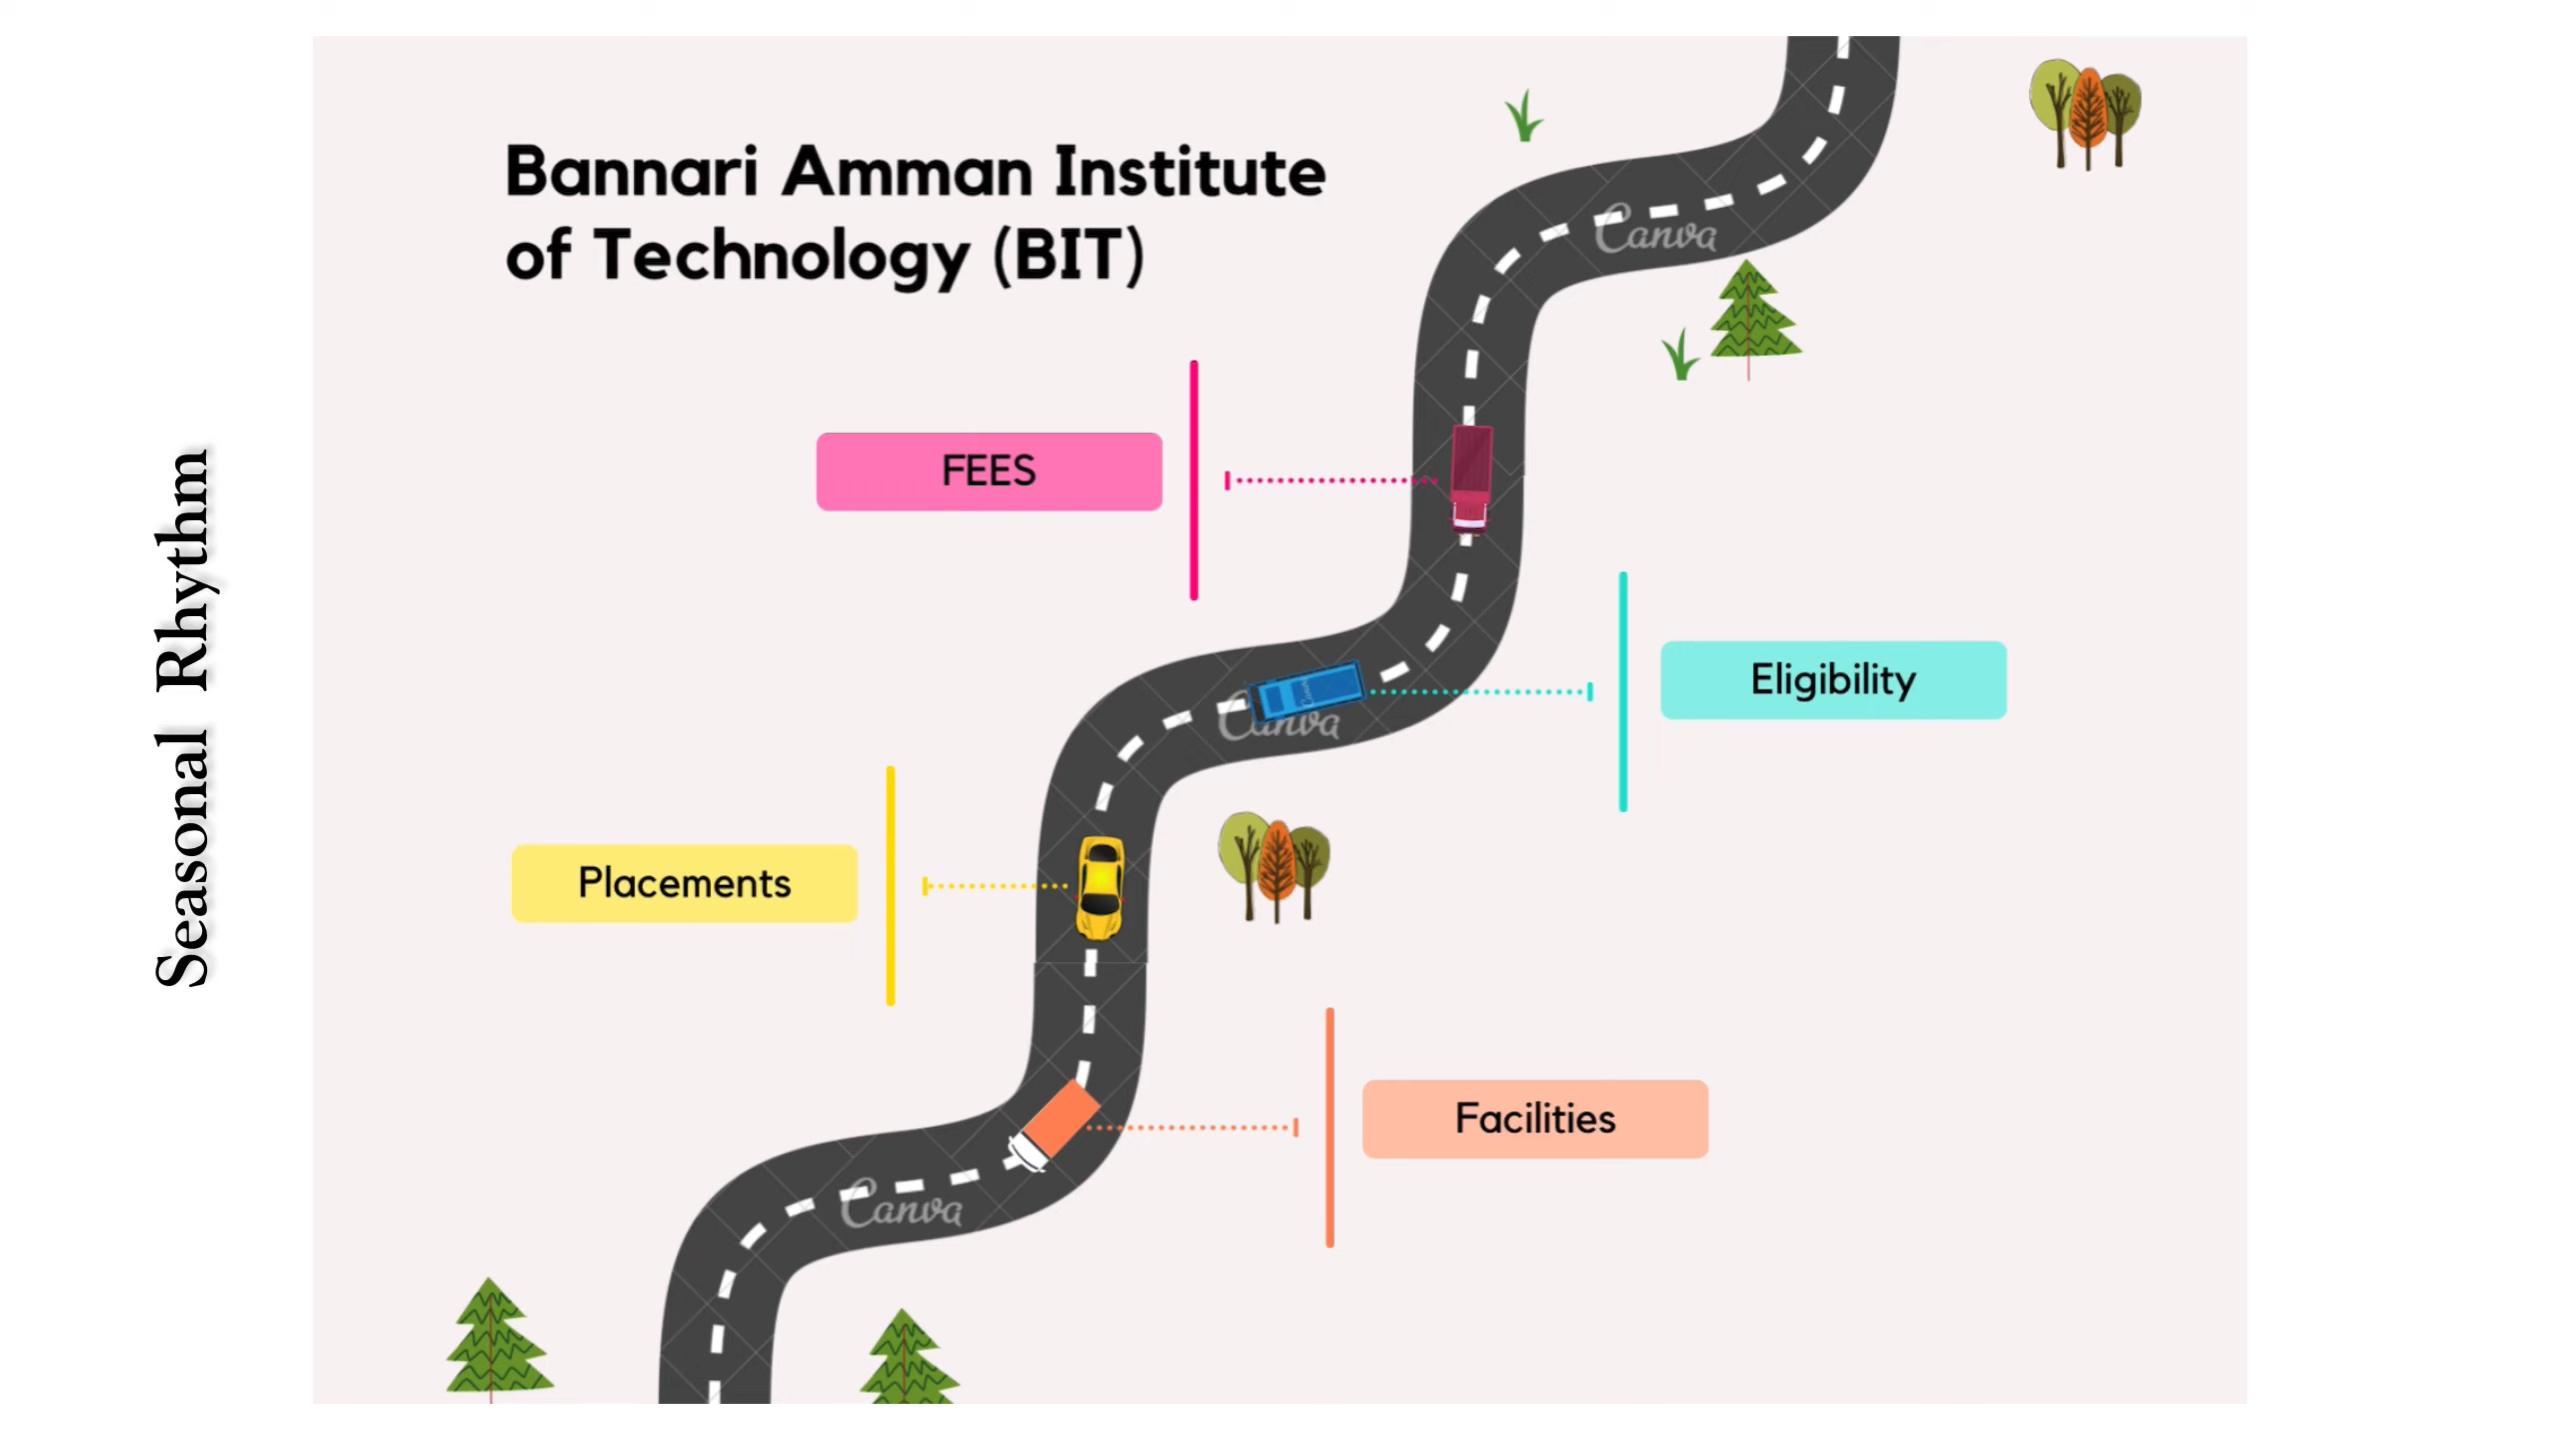 Bannari Amman Institute
of Technology (BIT)
Canva
FEES
Eligibility
Canva
Placements
Facilities
Canva
Seasonal Rhythm